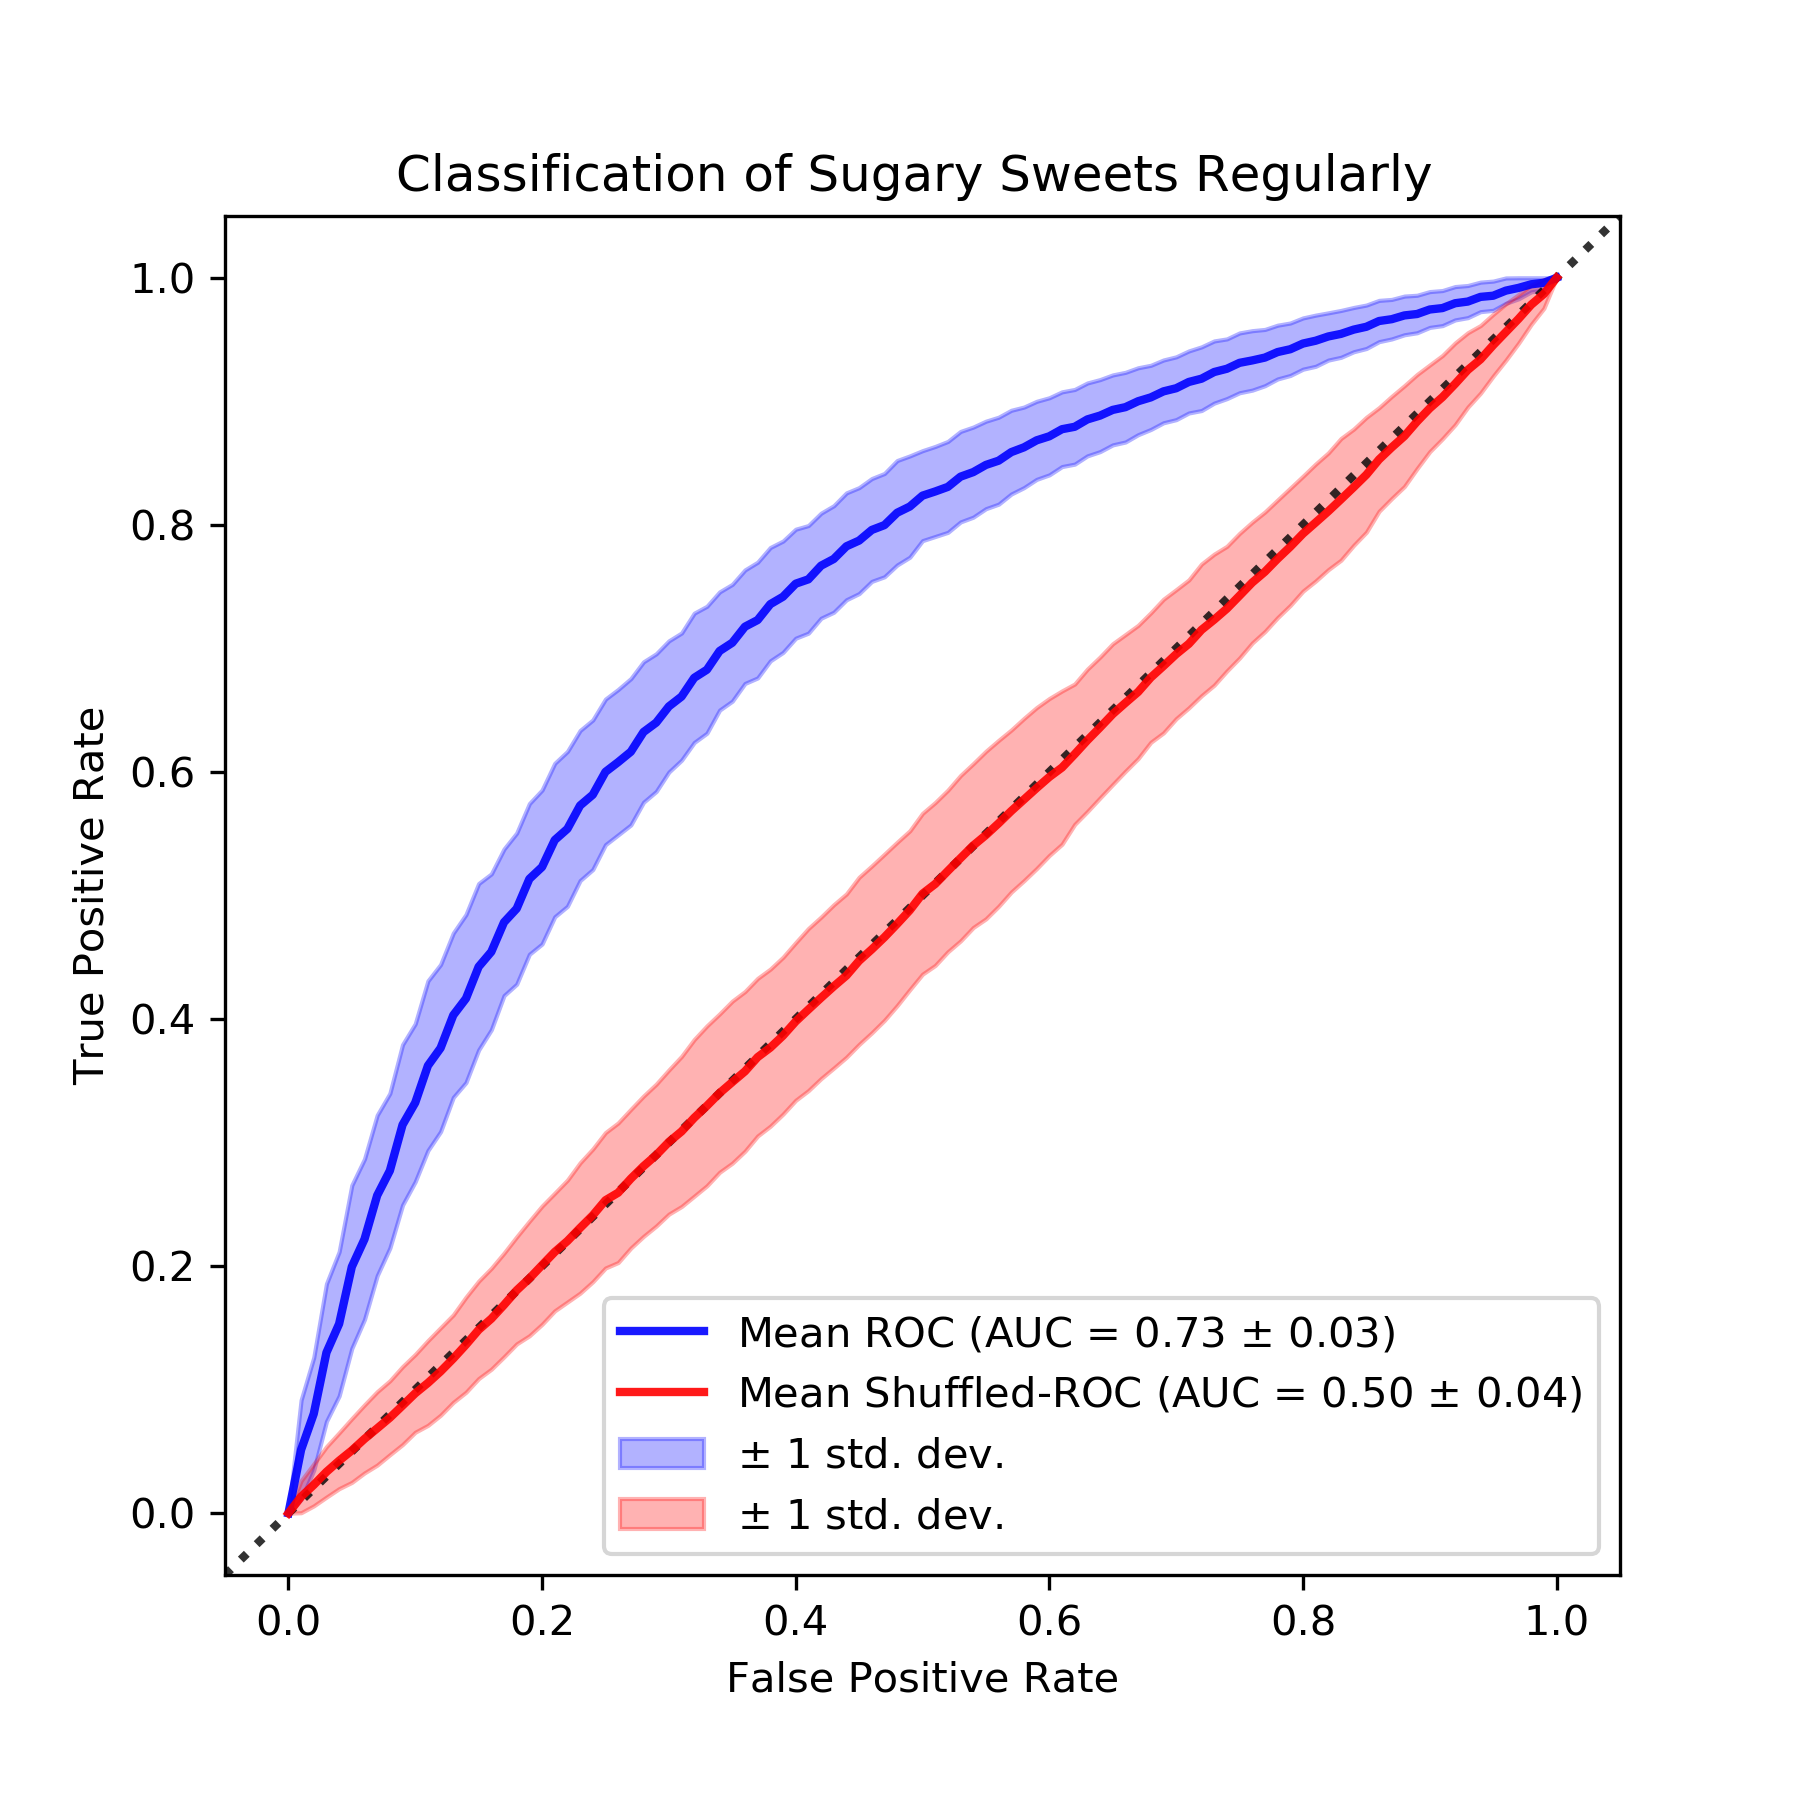 Classification of Sugary Sweets Regularly
True Positive Rate
1.0
0.8
0.6
0.4
0.2
0.0
Mean ROC (AUC = 0.73 ± 0.03)
Mean Shuffled-ROC (AUC = 0.50 ± 0.04)
± 1 std. dev.
± 1 std. dev.
0.0 0.2 0.4 0.6 0.8 1.0
False Positive Rate